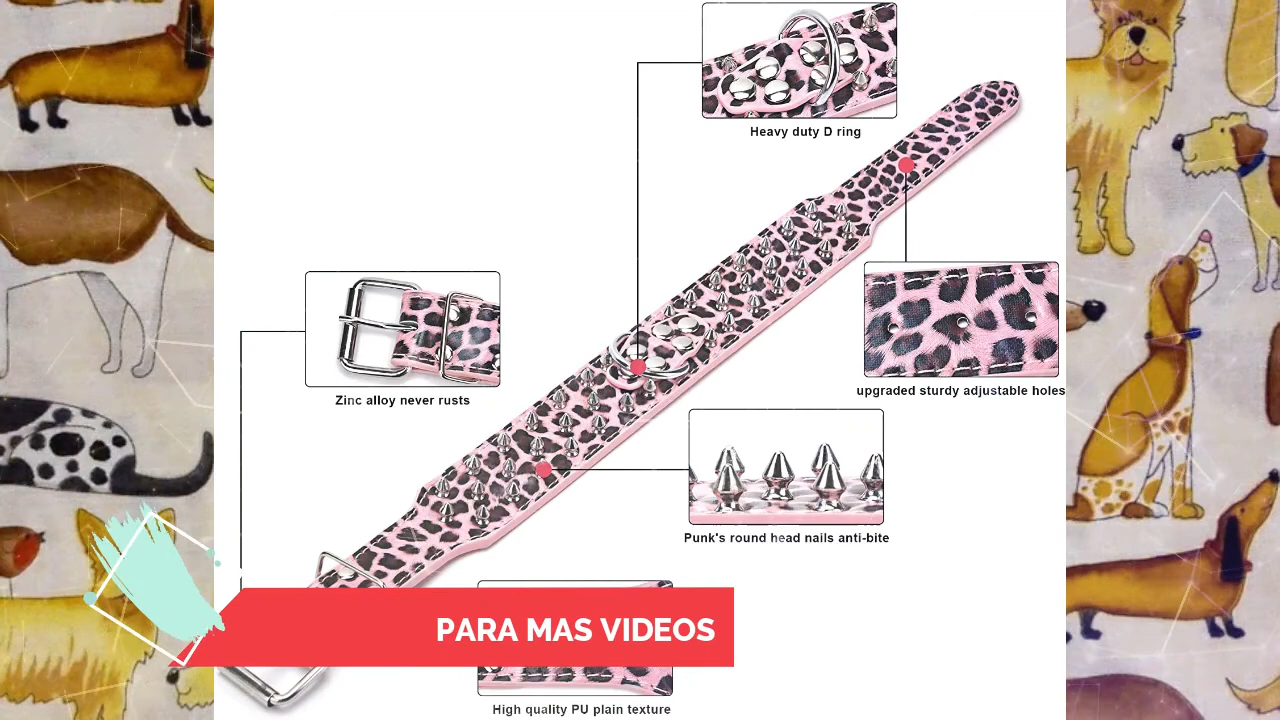 Heavy duty D ring
upgraded sturdy adjustable holes
Zinc alloy never rusts
Punk's round head nails anti-bite
PARA MAS VIDEOS
High quality PU plain texture